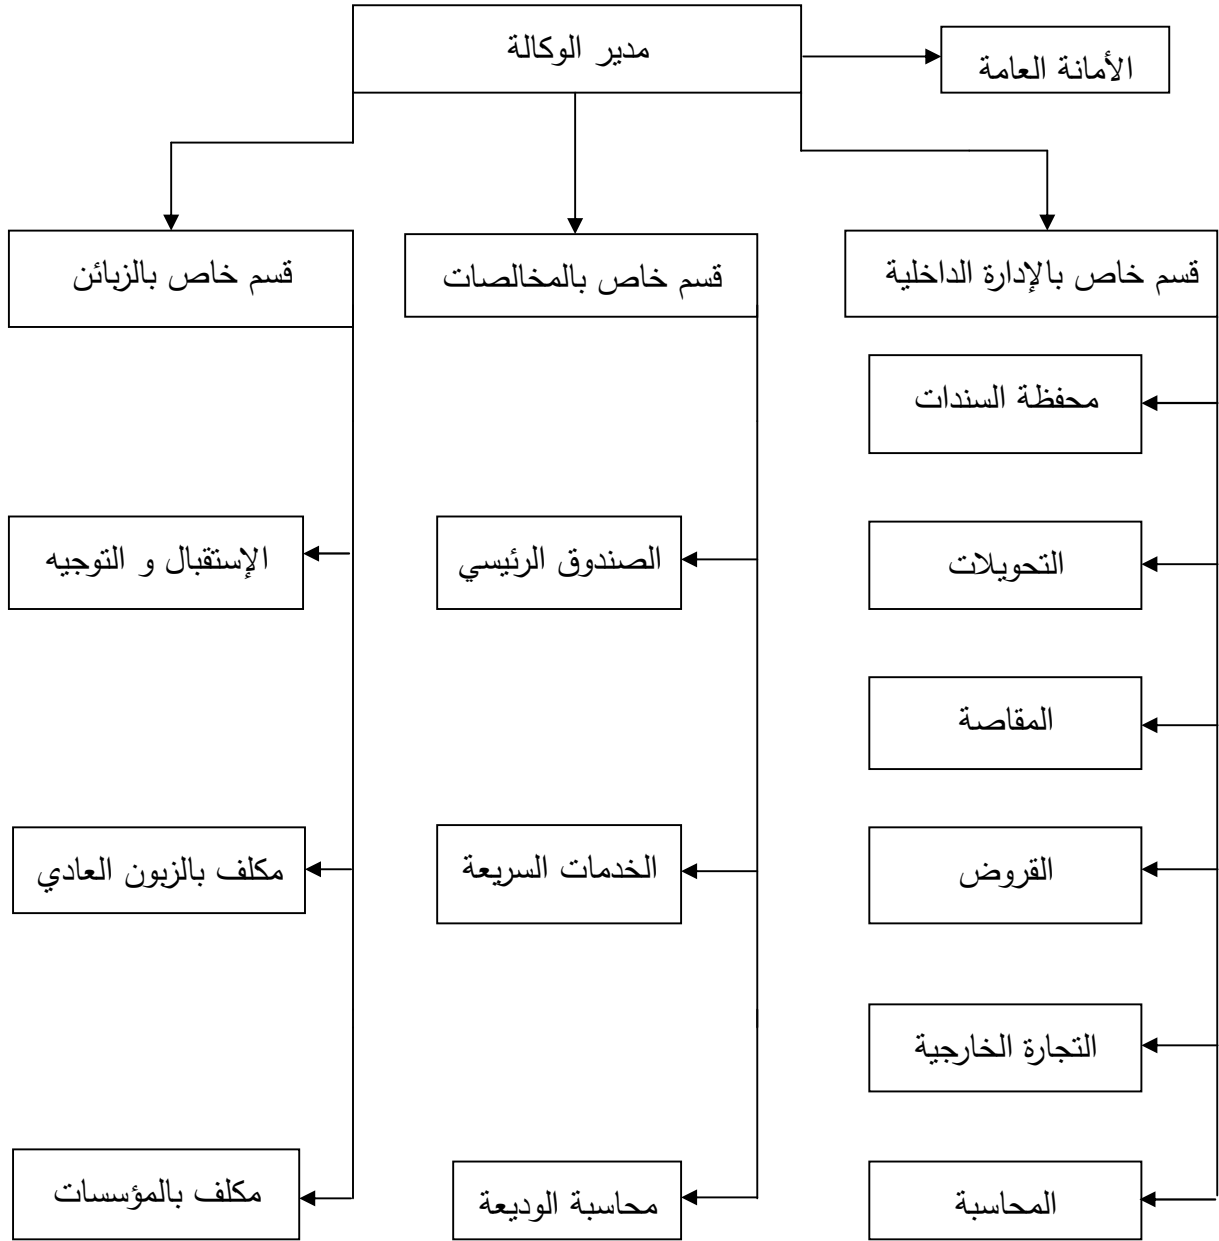 مدير الوكالة
الأمانة العامة
قسم خاص بالإدارة الداخلية
قسم خاص بالمخالصات
قسم خاص بالزبائن
محفظة السندات
التحويلات
المقاصة
القروض
التجارة الخارجية
المحاسبة
الصندوق الرئيسي
الخدمات السريعة
محاسبة الوديعة
الإستقبال و التوجيه
مكلف بالزبون العادي
مكلف بالمؤسسات